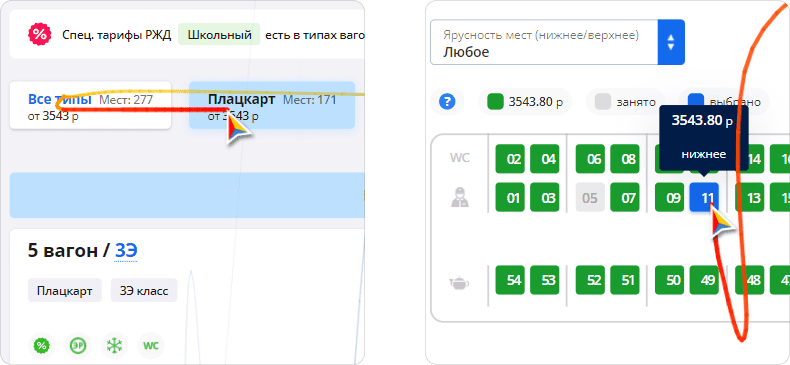 Спец. тарифы РЖД Школьный есть в типах ваго
Все типы Мест: 277
от 3543 р
Плацкарт Мест: 171
от 3543 р
5 вагон / 3Э
Плацкарт 3Э класс
% ЭР WC
Ярусность мест (нижнее/верхнее)
Любое
? 3543.80 р занято выбрано
3543.80 р
нижнее
WC 02 04 06 08 14 16
01 03 05 07 09 11 13 15
54 53 52 51 50 49 48 47